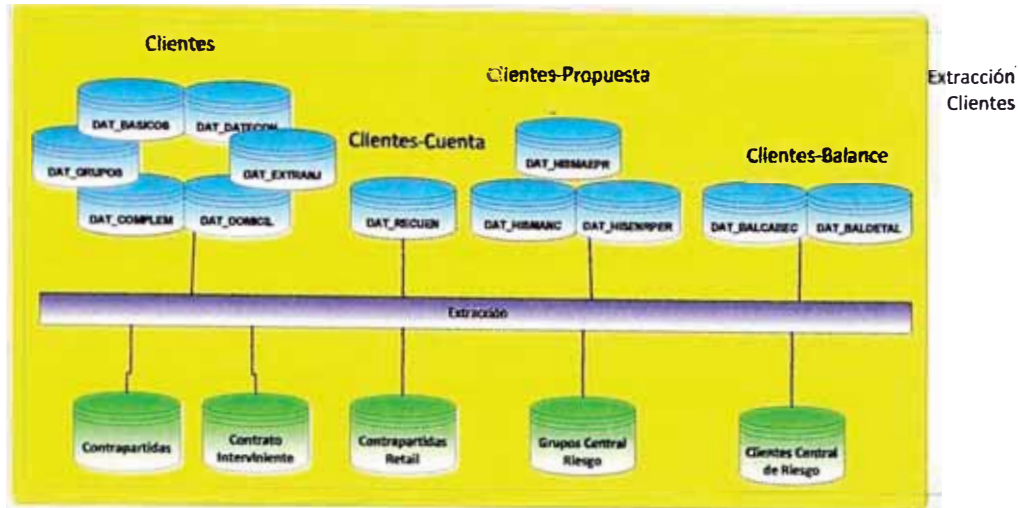 Clientes
Clientes-Propuesta
Extracción
Clientes
DAT_BASICOS
DAT_DATECON
Clientes-Cuenta
DAT_HISMAEPR
Clientes-Balance
DAT_GRUPOS
DAT_EXTRANJ
DAT_COMPLEM
DAT_DOMICIL
DAT_RECUEN
DAT_HISMANC
DAT_HISENRPER
DAT_BALCABEC
DAT_BALDETAL
Extracción
Contrapartidas
Contrato
Interviniente
Contrapartidas
Retail
Grupos Central
Riesgo
Clientes Central
de Riesgo